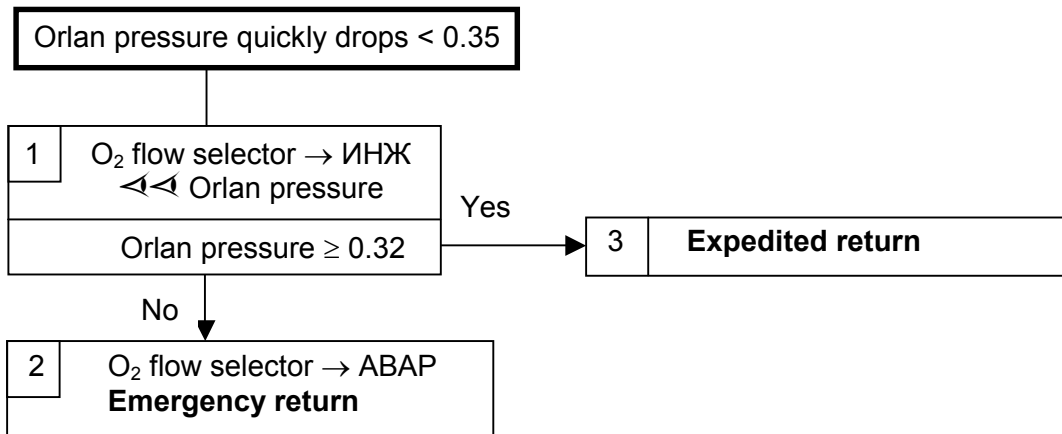 Orlan pressure quickly drops < 0.35
1
O₂ flow selector → ИНЖ
Orlan pressure
Yes
Orlan pressure ≥ 0.32
3
Expedited return
No
2
O₂ flow selector → АВАР
Emergency return